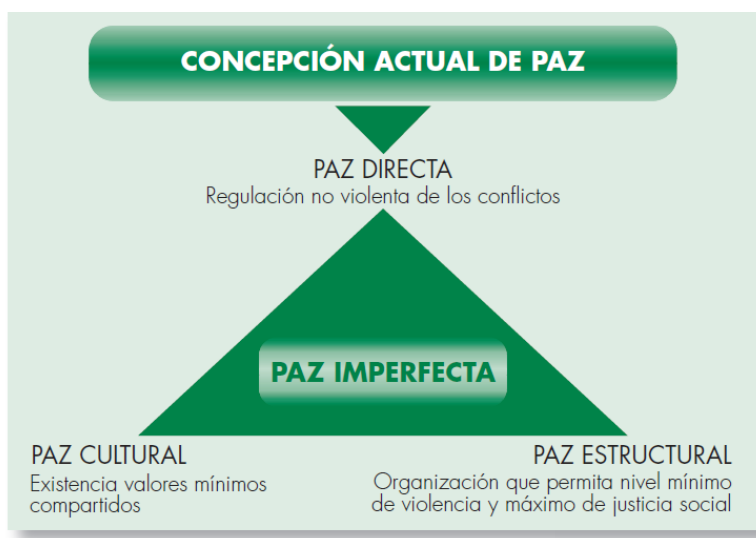 CONCEPCIÓN ACTUAL DE PAZ
PAZ DIRECTA
Regulación no violenta de los conflictos
PAZ IMPERFECTA
PAZ CULTURAL
Existencia valores mínimos
compartidos
PAZ ESTRUCTURAL
Organización que permita nivel mínimo
de violencia y máximo de justicia social